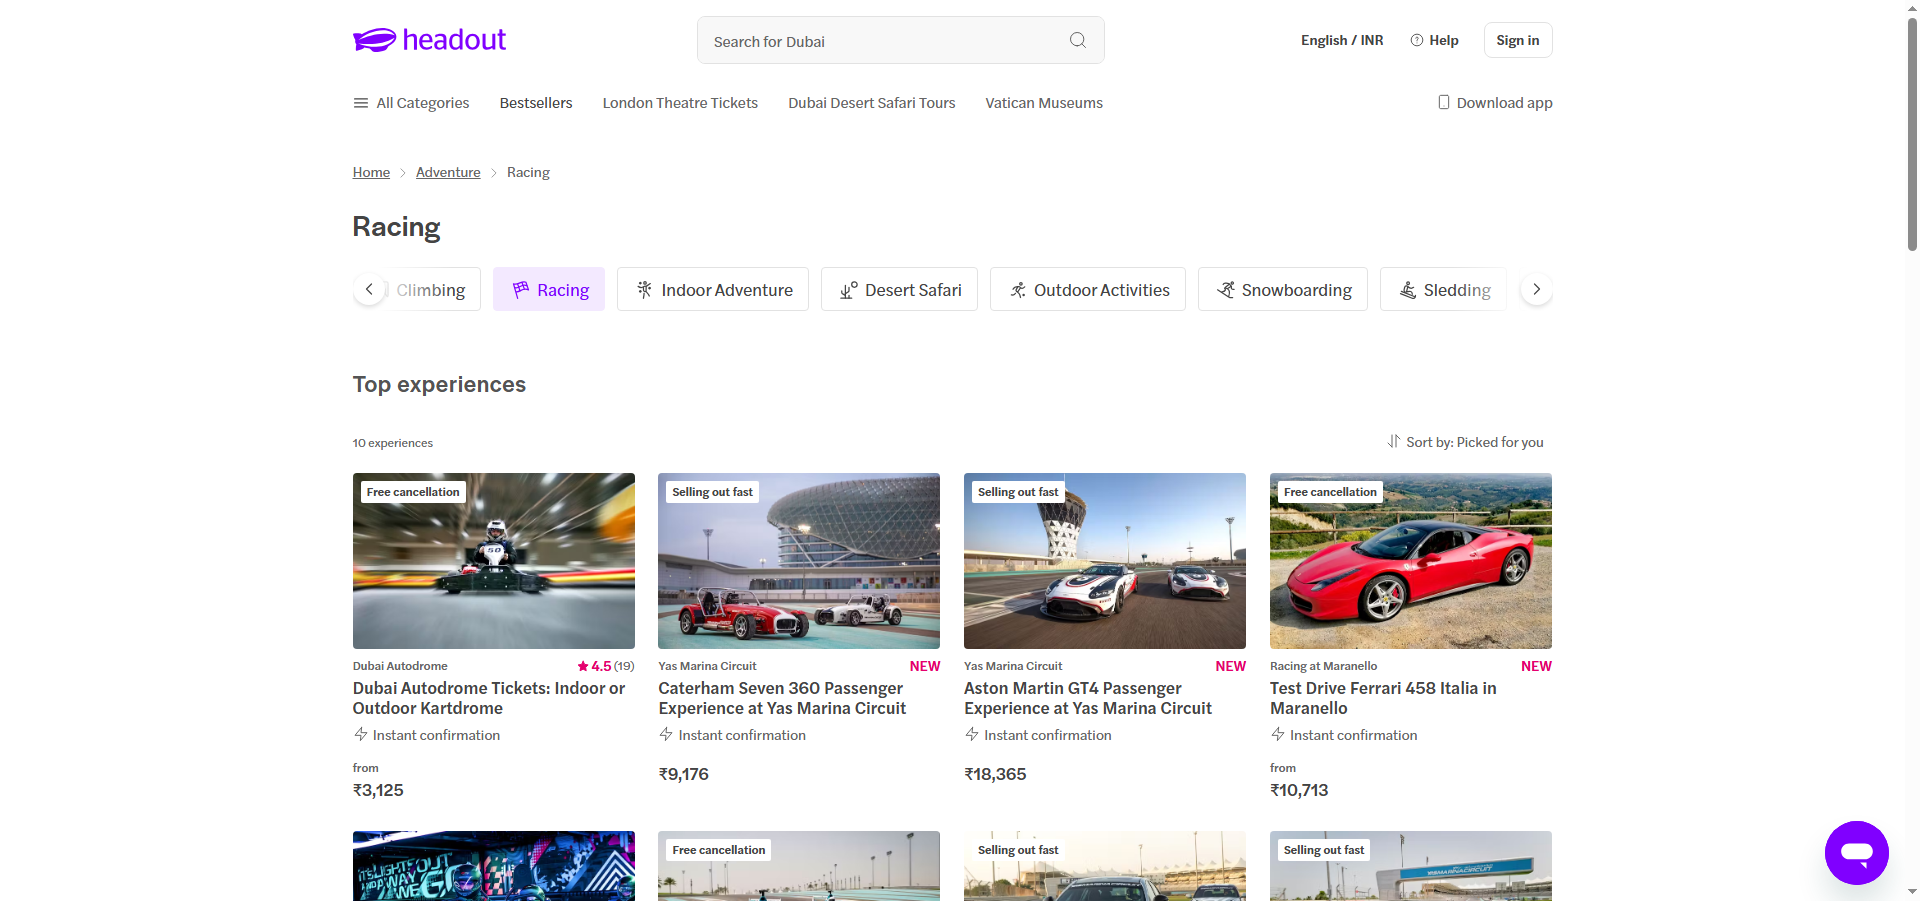 headout
Search for Dubai
English / INR
Help
Sign in
All Categories
Bestsellers
London Theatre Tickets
Dubai Desert Safari Tours
Vatican Museums
Download app
Home
Adventure
Racing
Racing
Climbing
Racing
Indoor Adventure
Desert Safari
Outdoor Activities
Snowboarding
Sledding
Top experiences
10 experiences
Sort by: Picked for you
Free cancellation
50
Dubai Autodrome
4.5 (19)
Dubai Autodrome Tickets: Indoor or
Outdoor Kartdrome
Instant confirmation
from
₹3,125
Selling out fast
Yas Marina Circuit
NEW
Caterham Seven 360 Passenger
Experience at Yas Marina Circuit
Instant confirmation
₹9,176
Selling out fast
Yas Marina Circuit
NEW
Aston Martin GT4 Passenger
Experience at Yas Marina Circuit
Instant confirmation
₹18,365
Free cancellation
Racing at Maranello
NEW
Test Drive Ferrari 458 Italia in
Maranello
Instant confirmation
from
₹10,713
Free cancellation
Selling out fast
Selling out fast
YAS MARINA CIRCUIT